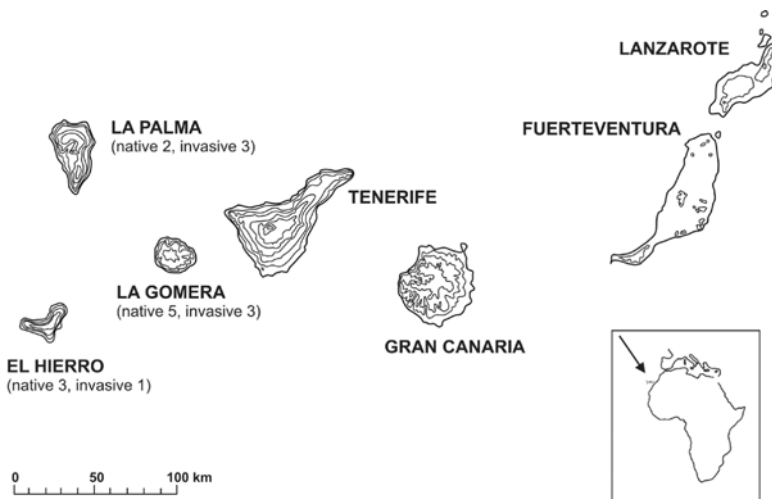 LANZAROTE
LA PALMA
(native 2, invasive 3)
FUERTEVENTURA
TENERIFE
LA GOMERA
(native 5, invasive 3)
GRAN CANARIA
EL HIERRO
(native 3, invasive 1)
0 50 100 km